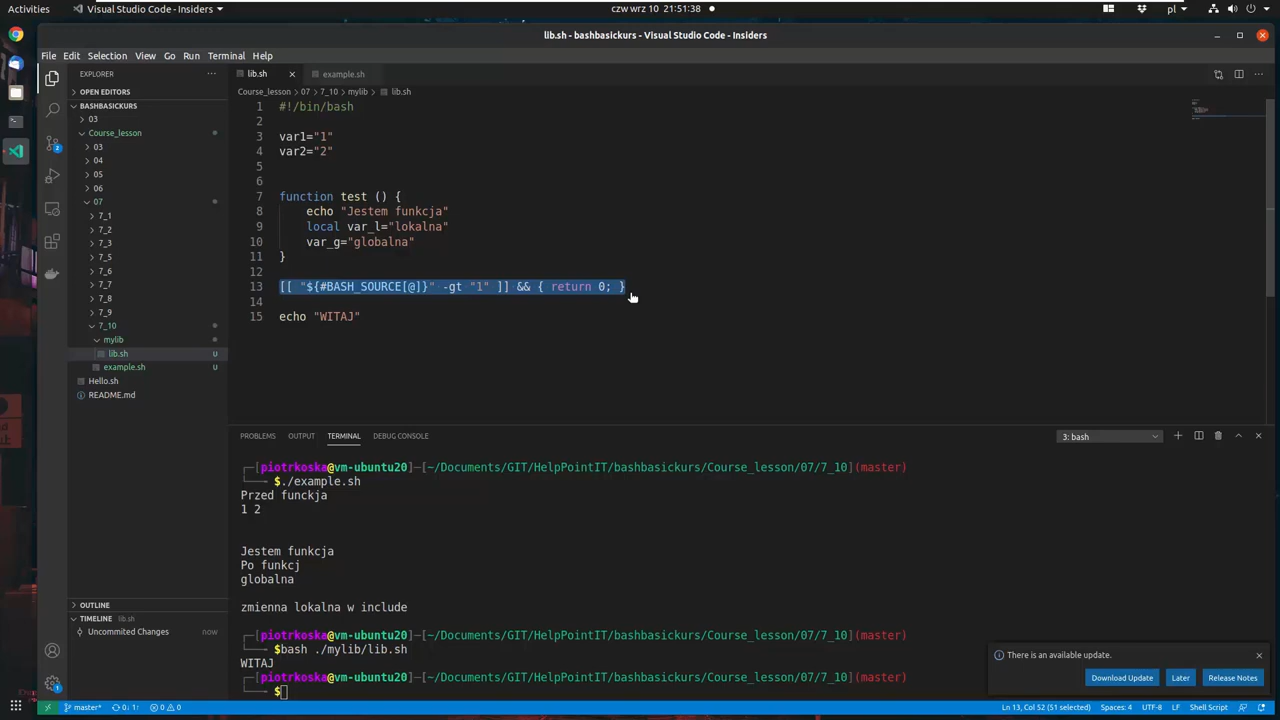 Activities
Visual Studio Code - Insiders
czw wrz 10 21:51:38
pl
lib.sh - bashbasickurs - Visual Studio Code - Insiders
File Edit Selection View Go Run Terminal Help
EXPLORER
lib.sh
example.sh
OPEN EDITORS
BASHBASICKURS
03
Course_lesson
03
04
05
06
07
7_1
7_2
7_3
7_5
7_6
7_7
7_8
7_9
7_10
mylib
lib.sh U
example.sh U
Hello.sh
README.md
OUTLINE
TIMELINE lib.sh
Uncommited Changes now
2
1
Course_lesson > 07 > 7_10 > mylib > lib.sh
1 #!/bin/bash
2
3 var1="1"
4 var2="2"
5
6
7 function test () {
8 echo "Jestem funkcja"
9 local var_l="lokalna"
10 var_g="globalna"
11 }
12
13 [[ "${#BASH_SOURCE[@]}" -gt "1" ]] && { return 0; }
14
15 echo "WITAJ"
PROBLEMS OUTPUT TERMINAL DEBUG CONSOLE
3: bash
┌─[piotrkoska@vm-ubuntu20]─[~/Documents/GIT/HelpPointIT/bashbasickurs/Course_lesson/07/7_10](master)
└──╼ $./example.sh
Przed funckja
1 2
Jestem funkcja
Po funkcj
globalna
zmienna lokalna w include
┌─[piotrkoska@vm-ubuntu20]─[~/Documents/GIT/HelpPointIT/bashbasickurs/Course_lesson/07/7_10](master)
└──╼ $bash ./mylib/lib.sh
WITAJ
┌─[piotrkoska@vm-ubuntu20]─[~/Documents/GIT/HelpPointIT/bashbasickurs/Course_lesson/07/7_10](master)
└──╼ $
There is an available update.
Download Update Later Release Notes
master* 0↓ 1↑ 0 0
Ln 13, Col 52 (51 selected) Spaces: 4 UTF-8 LF Shell Script